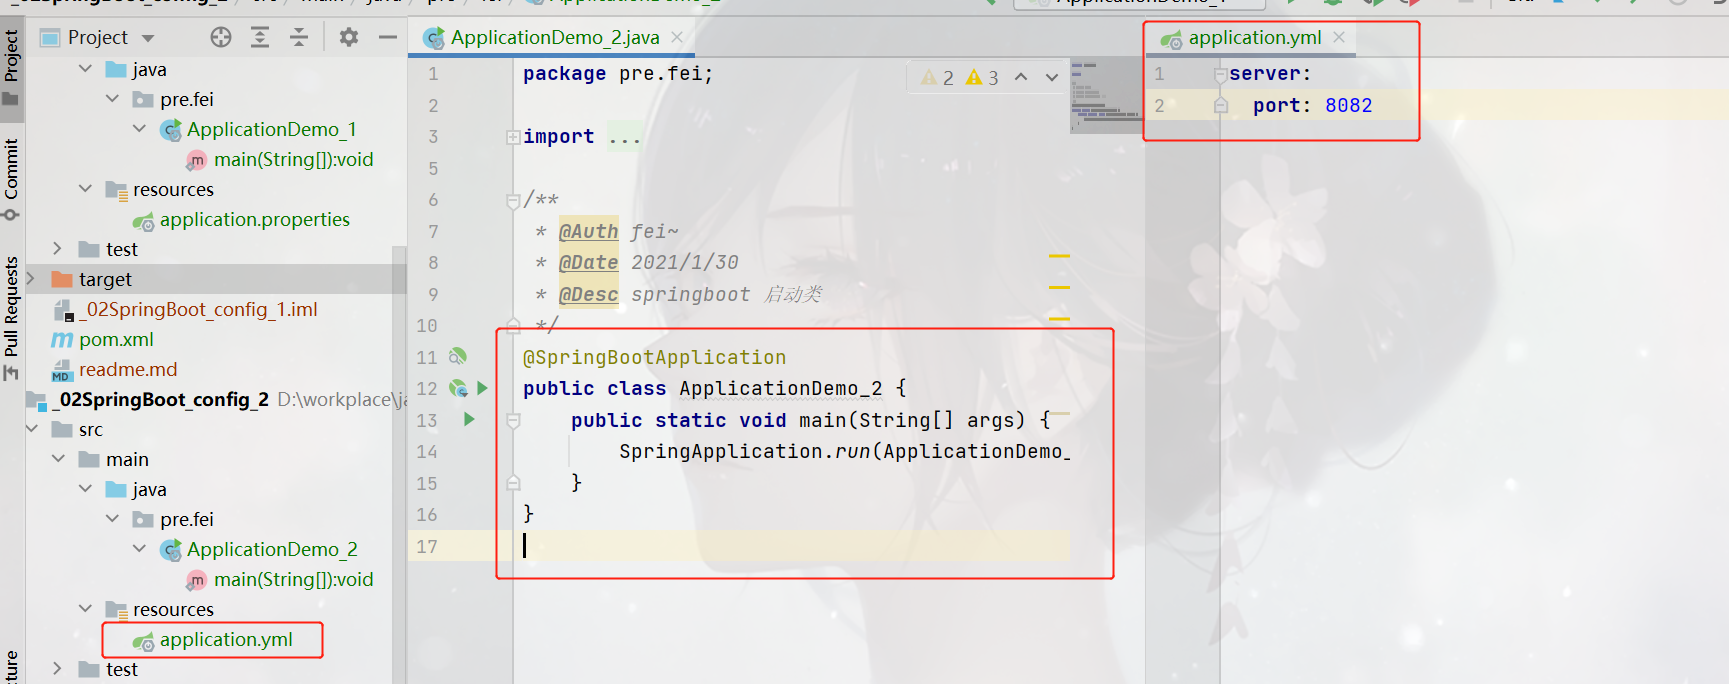 Project
Commit
Pull Requests
Project
java
pre.fei
ApplicationDemo_1
main(String[]):void
resources
application.properties
test
target
_02SpringBoot_config_1.iml
pom.xml
readme.md
_02SpringBoot_config_2 D:\workplace\ja
src
main
java
pre.fei
ApplicationDemo_2
main(String[]):void
resources
application.yml
test
ApplicationDemo_2.java
2 3
1 package pre.fei;
2
3 import ...
5
6 /**
7 * @Auth fei~
8 * @Date 2021/1/30
9 * @Desc springboot 启动类
10 */
11 @SpringBootApplication
12 public class ApplicationDemo_2 {
13 public static void main(String[] args) {
14 SpringApplication.run(ApplicationDemo_
15 }
16 }
17
application.yml
1 server:
2 port: 8082